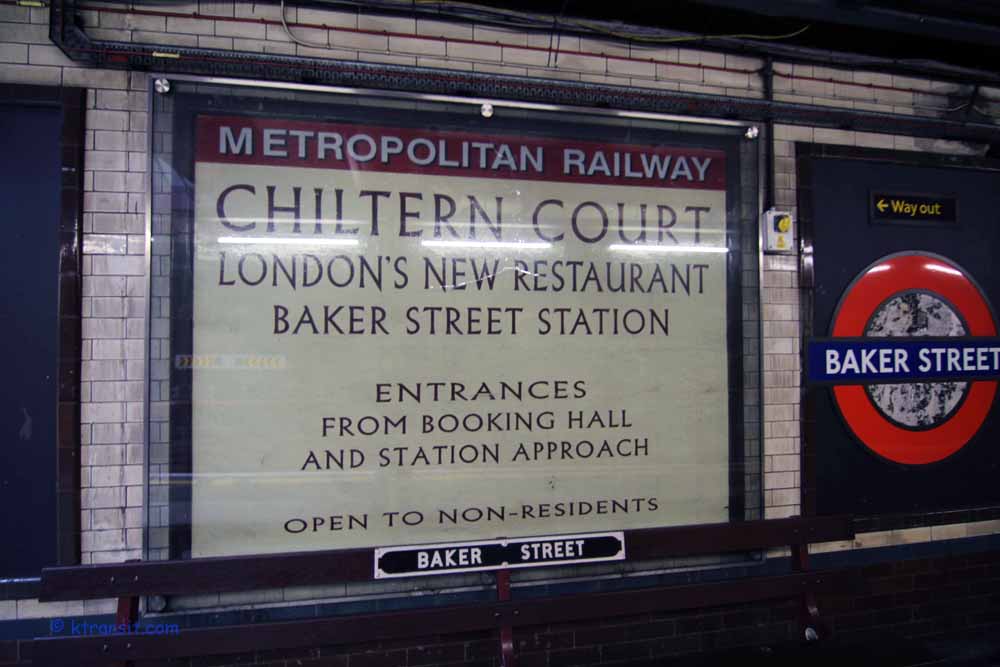 METROPOLITAN RAILWAY
CHILTERN COURT
LONDON'S NEW RESTAURANT
BAKER STREET STATION
ENTRANCES
FROM BOOKING HALL
AND STATION APPROACH
OPEN TO NON-RESIDENTS
BAKER STREET
← Way out
BAKER STREET
© ktransit.com